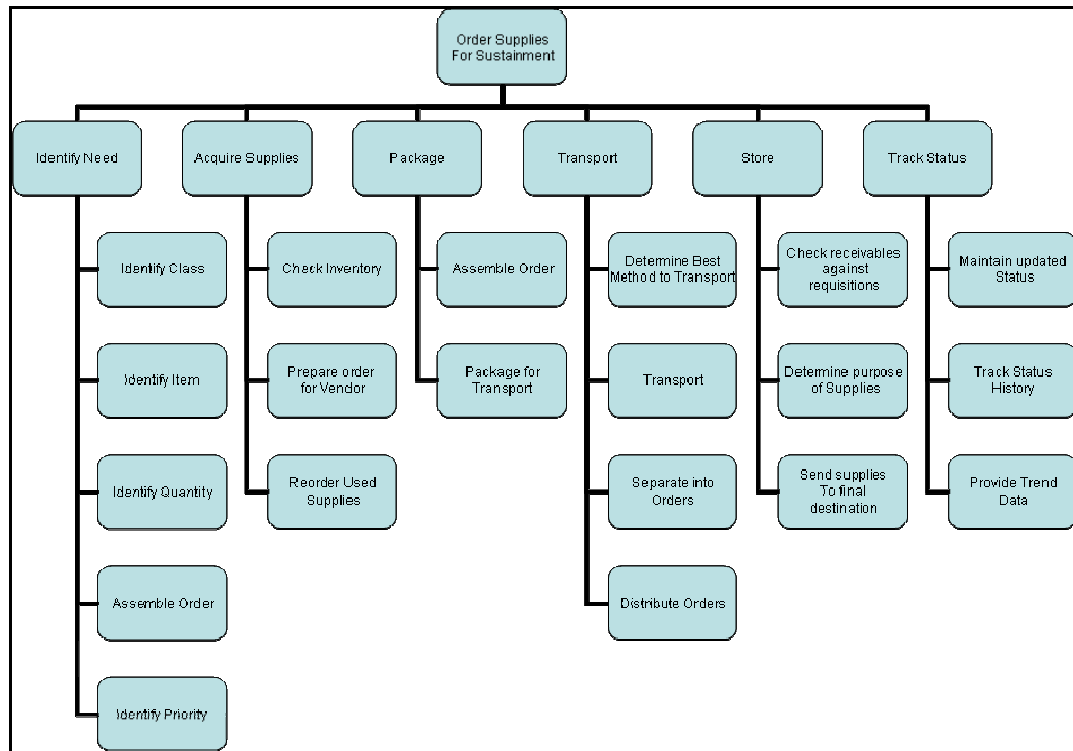 Order Supplies
For Sustainment
Identify Need
Acquire Supplies
Package
Transport
Store
Track Status
Identify Class
Check Inventory
Assemble Order
Determine Best
Method to Transport
Check receivables
against
requisitions
Maintain updated
Status
Identify Item
Prepare order
for Vendor
Package for
Transport
Transport
Determine purpose
of Supplies
Track Status
History
Identify Quantity
Reorder Used
Supplies
Separate into
Orders
Send supplies
To final
destination
Provide Trend
Data
Assemble Order
Distribute Orders
Identify Priority